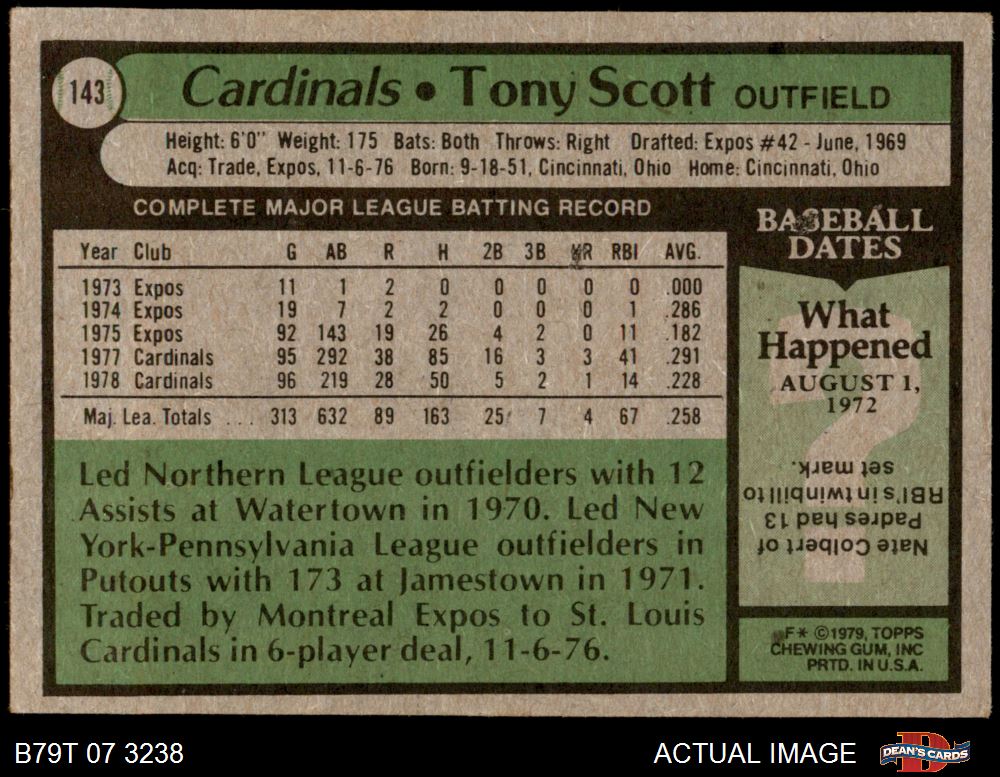 143
Cardinals • Tony Scott OUTFIELD
Height: 6'0" Weight: 175 Bats: Both Throws: Right Drafted: Expos #42 - June, 1969
Acq: Trade, Expos, 11-6-76 Born: 9-18-51, Cincinnati, Ohio Home: Cincinnati, Ohio
COMPLETE MAJOR LEAGUE BATTING RECORD
Year Club G AB R H 2B 3B HR RBI AVG.
1973 Expos 11 1 2 0 0 0 0 0 .000
1974 Expos 19 7 2 2 0 0 0 1 .286
1975 Expos 92 143 19 26 4 2 0 11 .182
1977 Cardinals 95 292 38 85 16 3 3 41 .291
1978 Cardinals 96 219 28 50 5 2 1 14 .228
Maj. Lea. Totals ... 313 632 89 163 25 7 4 67 .258
Led Northern League outfielders with 12
Assists at Watertown in 1970. Led New
York-Pennsylvania League outfielders in
Putouts with 173 at Jamestown in 1971.
Traded by Montreal Expos to St. Louis
Cardinals in 6-player deal, 11-6-76.
BASEBALL
DATES
What
Happened
AUGUST 1,
1972
Nate Colbert of
Padres had 13
RBI's in twinbill to
set mark.
F* ©1979, TOPPS
CHEWING GUM, INC
PRTD. IN U.S.A.
B79T 07 3238
ACTUAL IMAGE
DEAN'S CARDS